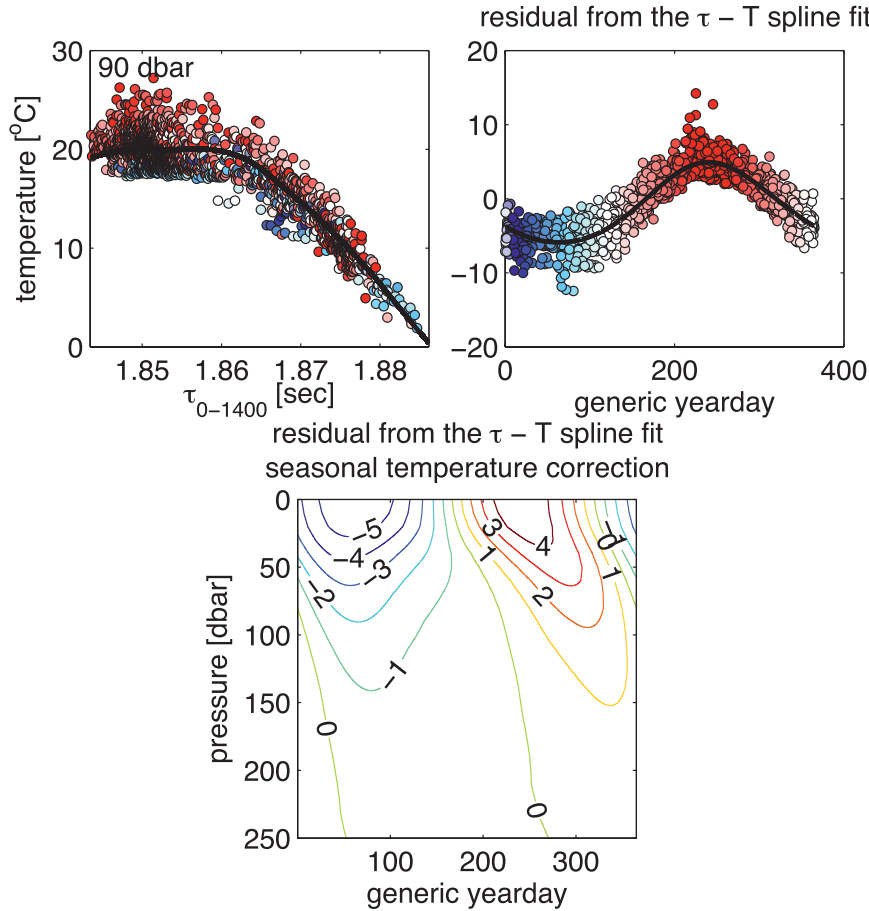 residual from the τ − T spline fit
90 dbar
30
20
10
0
temperature [°C]
1.85 1.86 1.87 1.88
τ0−1400 [sec]
20
10
0
−10
−20
0 200 400
generic yearday
residual from the τ − T spline fit
seasonal temperature correction
0
50
100
150
200
250
pressure [dbar]
−5
−4
−3
−2
−1
0
1
2
3
4
0
−1
0
1
100 200 300
generic yearday